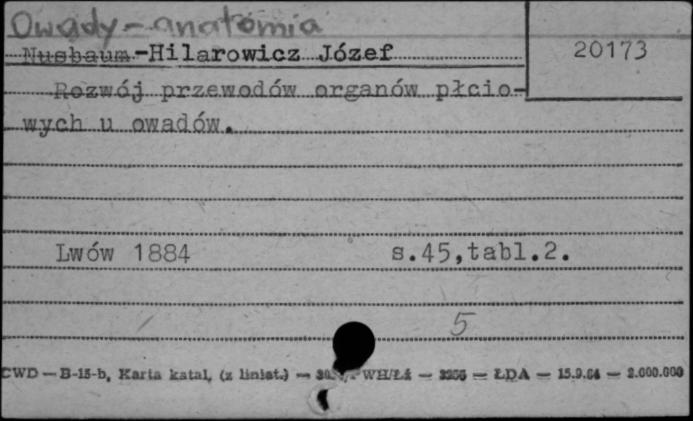 Owady - anatomia
Nusbaum-Hilarowicz Józef
20173
Rozwój przewodów organów płcio-
wych u owadów.
Lwów 1884 s.45,tabl.2.
5
CWD — B-15-b, Karta katal. (z liniat.) — WH/Łź — — ŁDA — 15.9.64 — 2.000.000